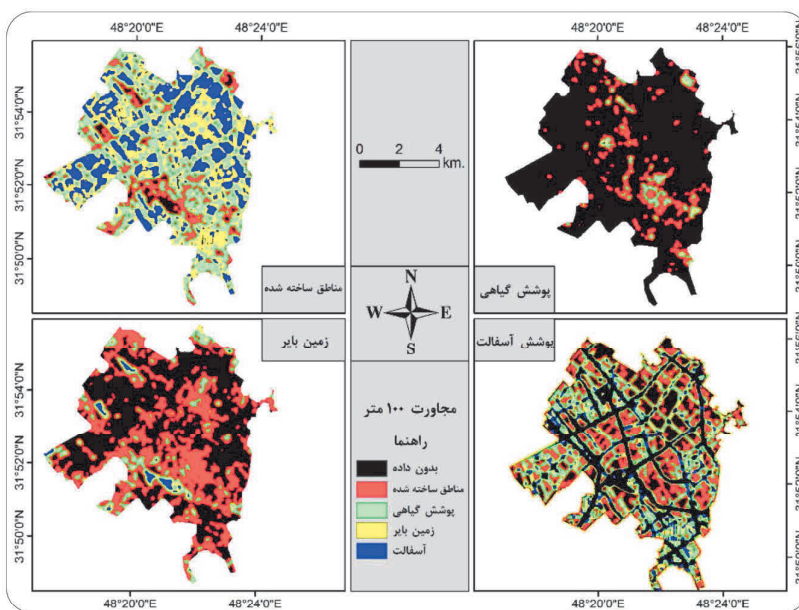 48°20'0"E 48°24'0"E
48°20'0"E 48°24'0"E
31°54'0"N
31°52'0"N
31°50'0"N
0 2 4
km.
مناطق ساخته شده
پوشش گیاهی
N
W E
S
زمین بایر
پوشش آسفالت
31°54'0"N
31°52'0"N
31°50'0"N
مجاورت ۱۰۰ متر
راهنما
بدون داده
مناطق ساخته شده
پوشش گیاهی
زمین بایر
آسفالت
48°20'0"E 48°24'0"E
48°20'0"E 48°24'0"E